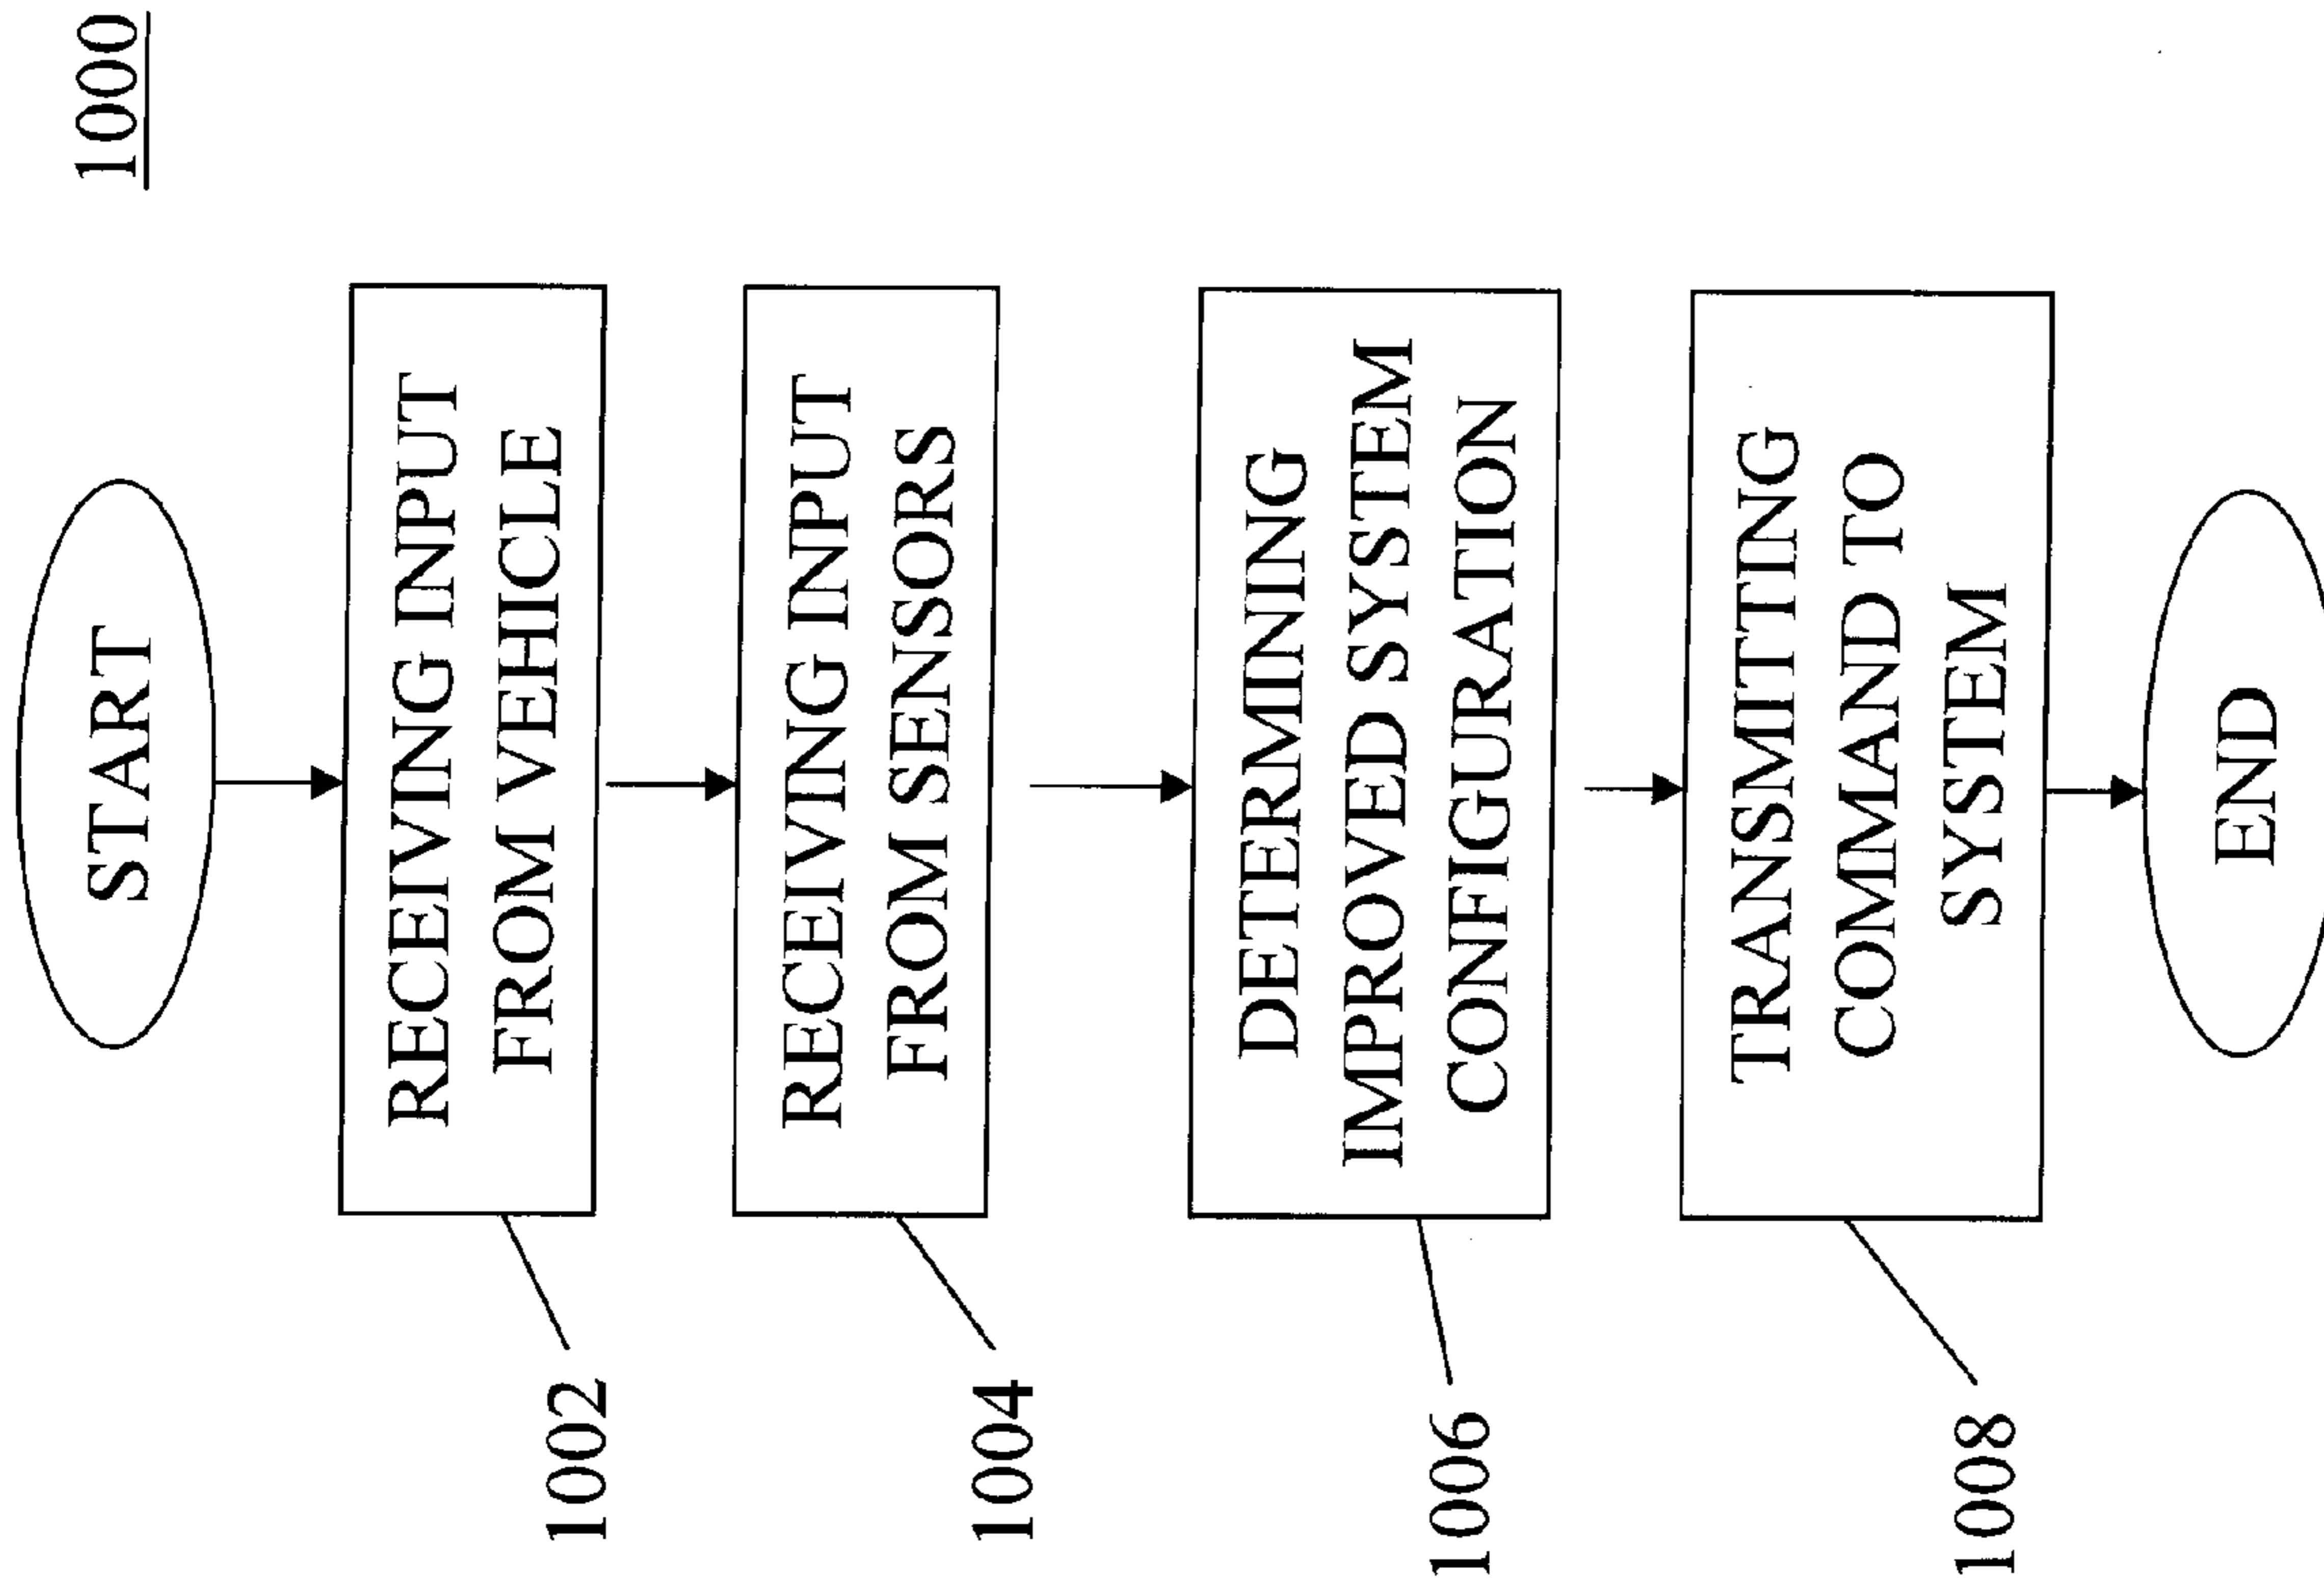 1000
START
RECEIVING INPUT
FROM VEHICLE
1002
RECEIVING INPUT
FROM SENSORS
1004
DETERMINING
IMPROVED SYSTEM
CONFIGURATION
1006
TRANSMITTING
COMMAND TO
SYSTEM
1008
END